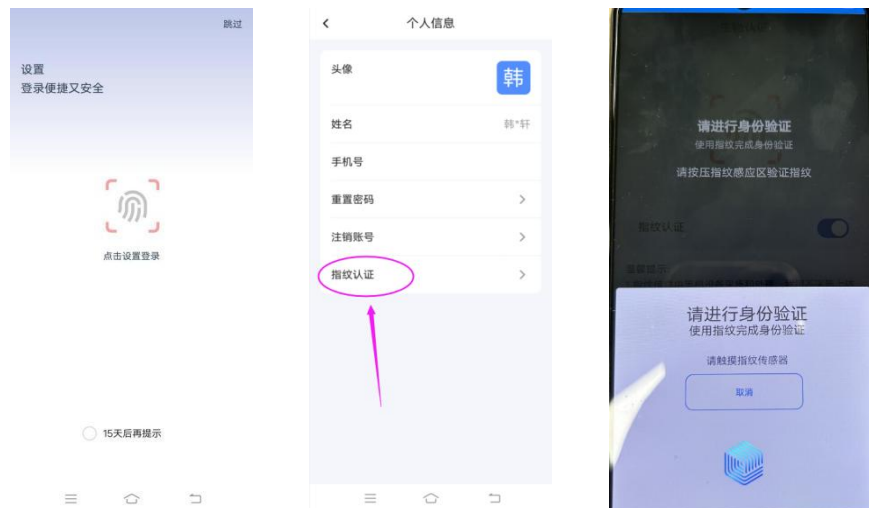 跳过
设置
登录便捷又安全
点击设置登录
15天后再提示
个人信息
头像
韩
姓名
韩*轩
手机号
重置密码
注销账号
指纹认证
请进行身份验证
使用指纹完成身份验证
请按压指纹感应区验证指纹
指纹认证
请进行身份验证
使用指纹完成身份验证
请触摸指纹传感器
取消